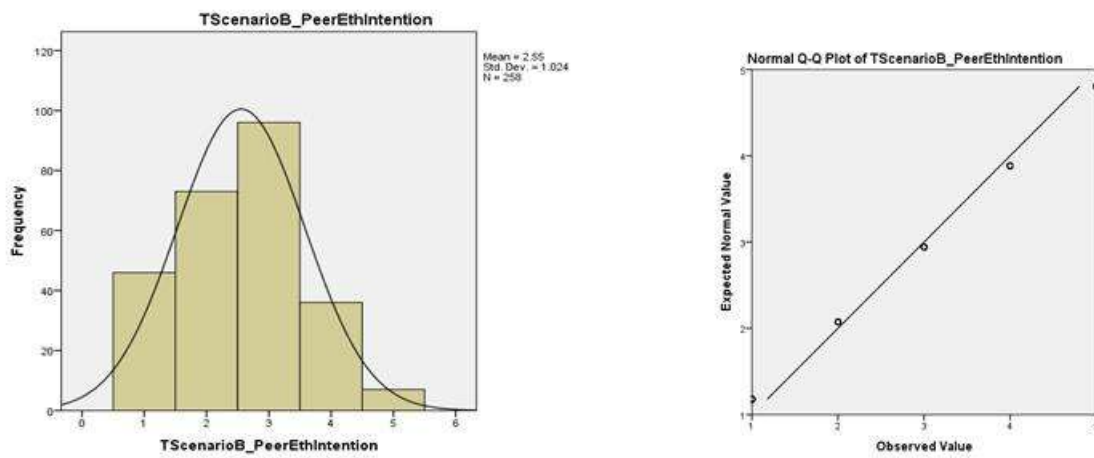 TScenarioB_PeerEthIntention
120
100
80
60
40
20
0
Frequency
0 1 2 3 4 5 6
TScenarioB_PeerEthIntention
Mean = 2.55
Std. Dev. = 1.024
N = 258
Normal Q-Q Plot of TScenarioB_PeerEthIntention
5
4
3
2
1
Expected Normal Value
1 2 3 4
Observed Value